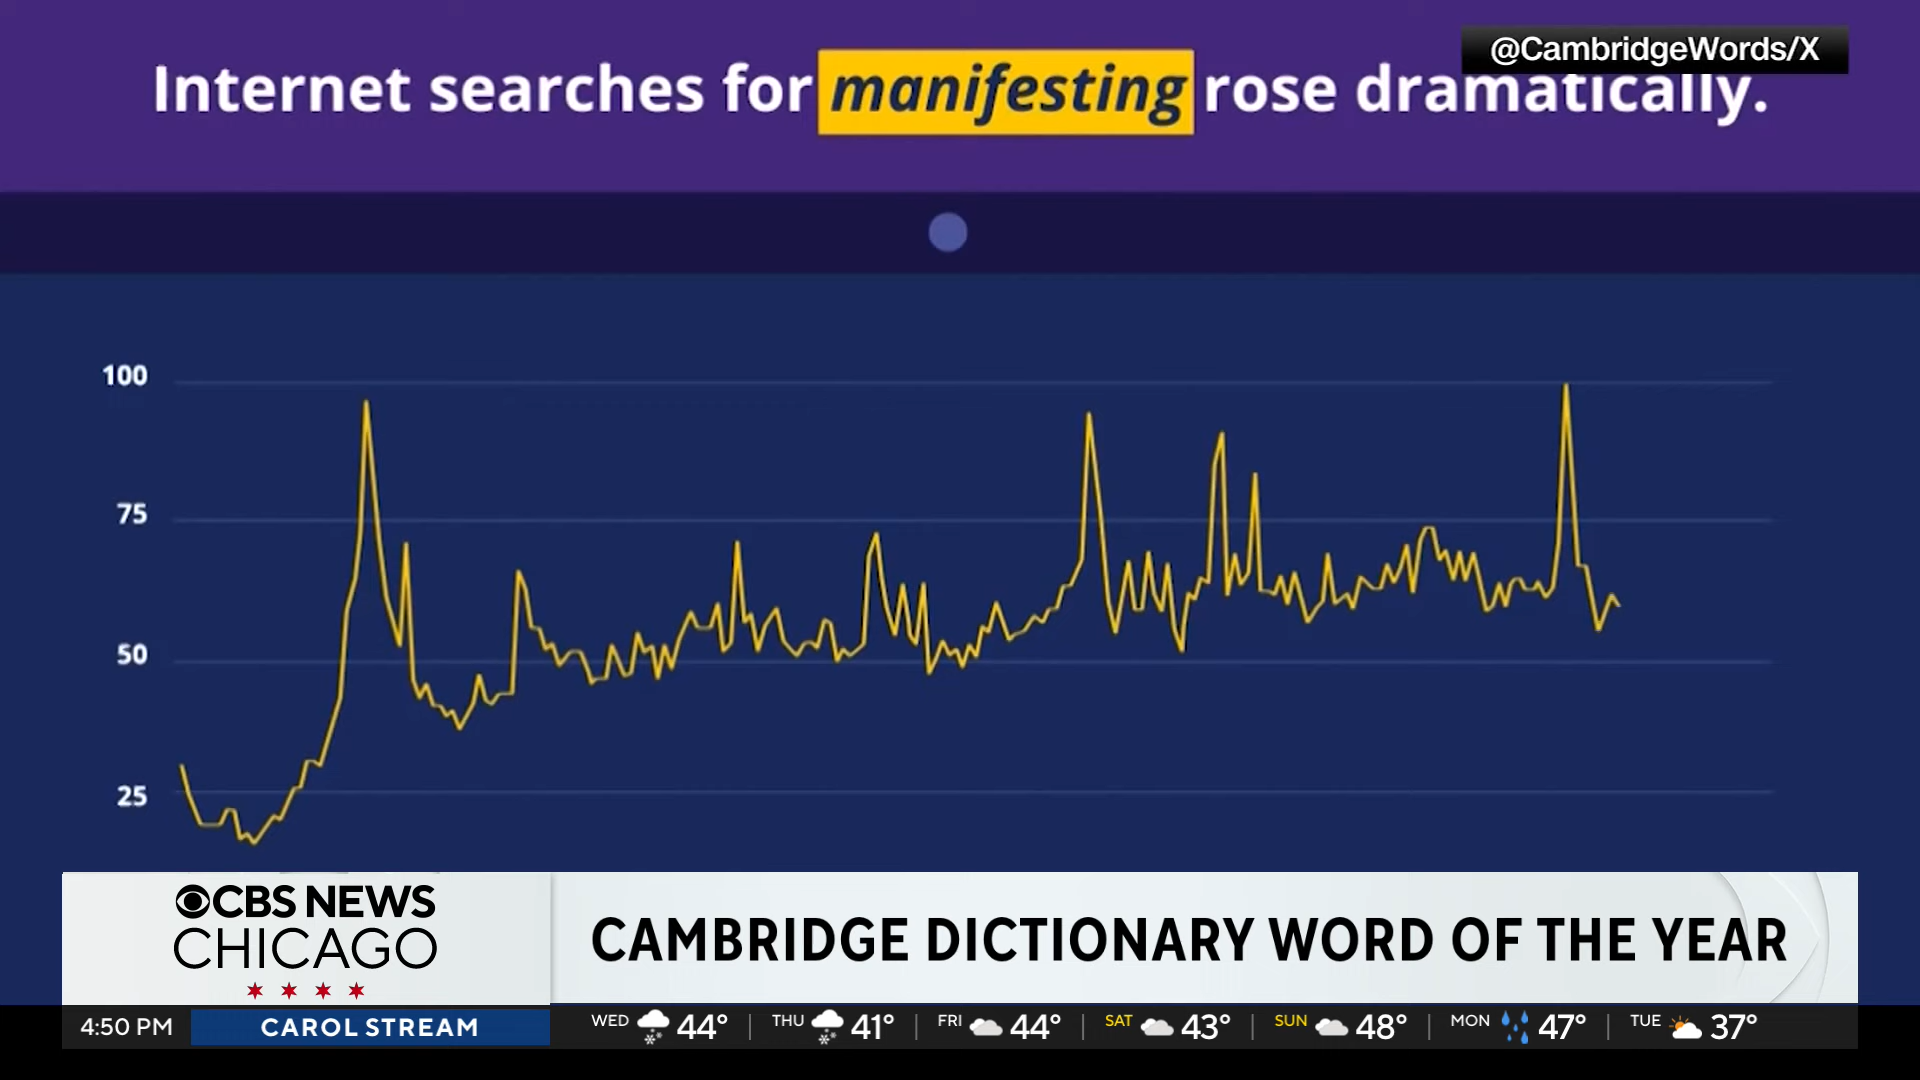 @CambridgeWords/X
Internet searches for manifesting rose dramatically.
100
75
50
25
CBS NEWS
CHICAGO
CAMBRIDGE DICTIONARY WORD OF THE YEAR
4:50 PM CAROL STREAM WED 44° THU 41° FRI 44° SAT 43° SUN 48° MON 47° TUE 37°